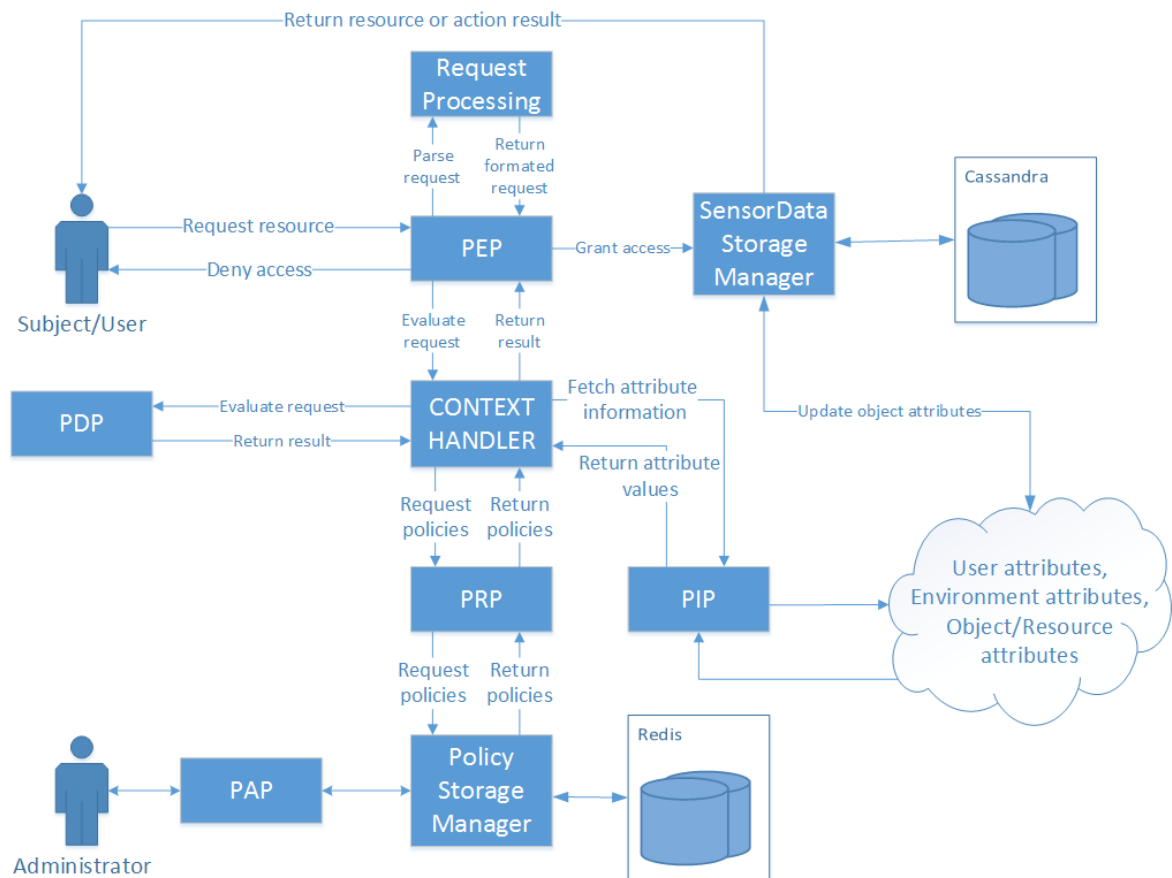 Return resource or action result
Request
Processing
Parse
request
Return
formated
request
Cassandra
SensorData
Storage
Manager
Request resource
PEP
Grant access
Deny access
Subject/User
Evaluate
request
Return
result
Fetch attribute
information
PDP
Evaluate request
Return result
CONTEXT
HANDLER
Update object attributes
Return attribute
values
Request
policies
Return
policies
PRP
PIP
User attributes,
Environment attributes,
Object/Resource
attributes
Request
policies
Return
policies
Redis
Policy
Storage
Manager
PAP
Administrator